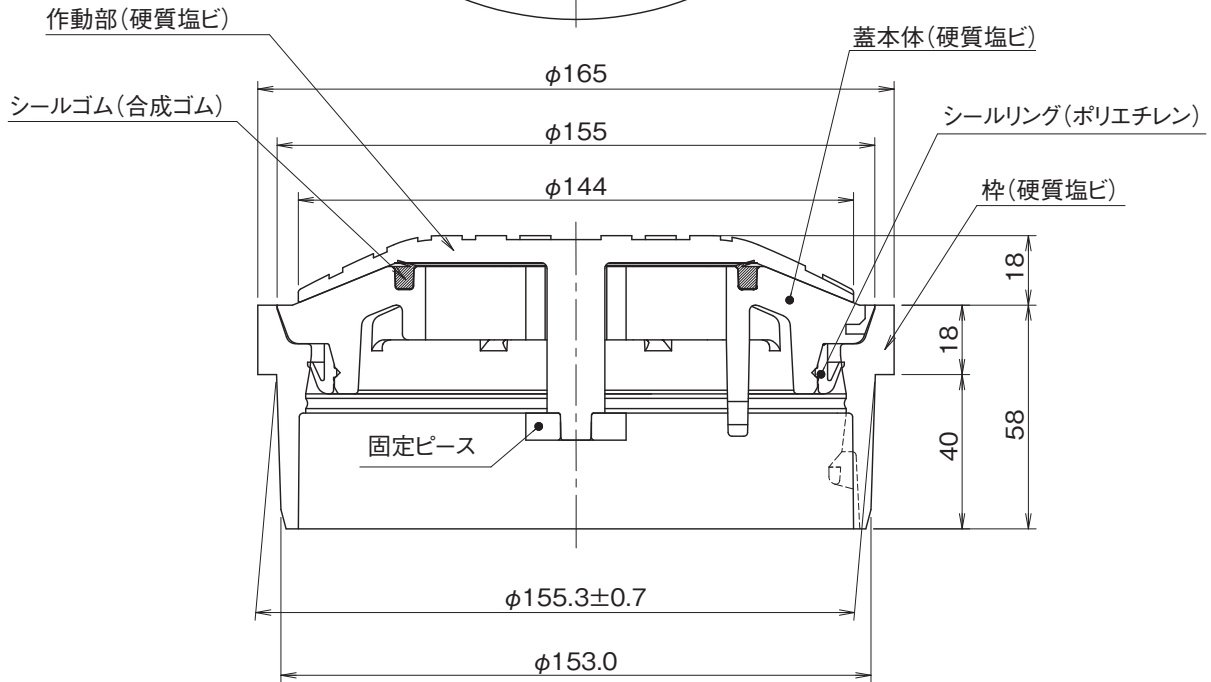 作動部(硬質塩ビ)
蓋本体(硬質塩ビ)
φ165
シールゴム(合成ゴム)
シールリング(ポリエチレン)
φ155
φ144
枠(硬質塩ビ)
18
18
58
40
固定ピース
φ155.3±0.7
φ153.0